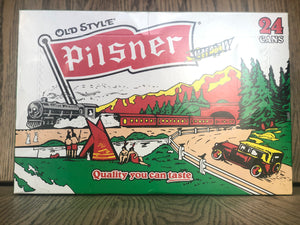 OLD STYLE
Pilsner
24
CANS
Quality you can taste